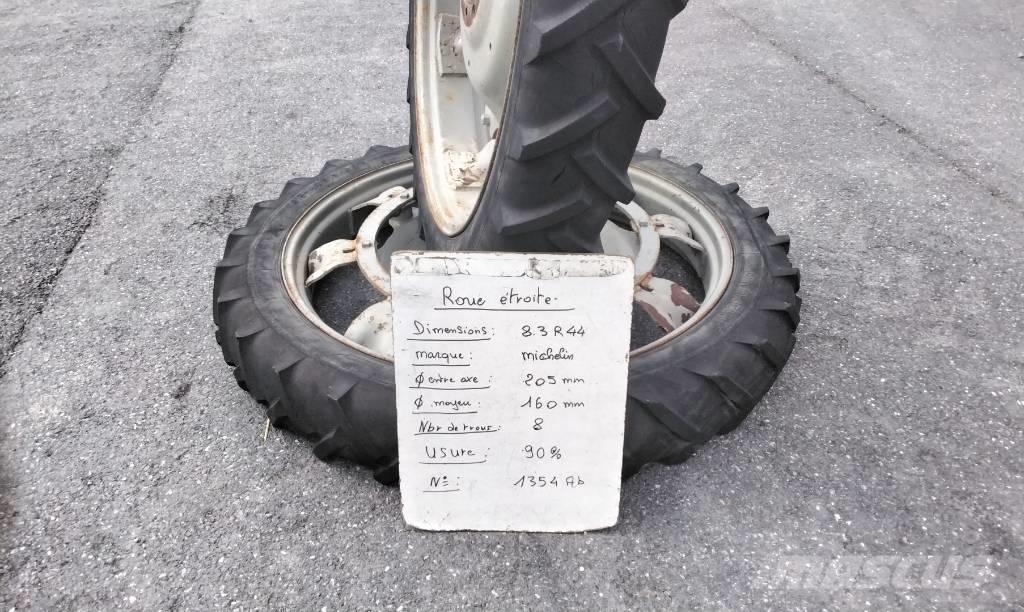 Roue étroite.
Dimensions: 8.3 R 44
marque: michelin
Ø entre axe: 205 mm
Ø moyeu: 160 mm
Nbr de trous: 8
Usure: 90%
N°: 1354 Ab
MASCUS